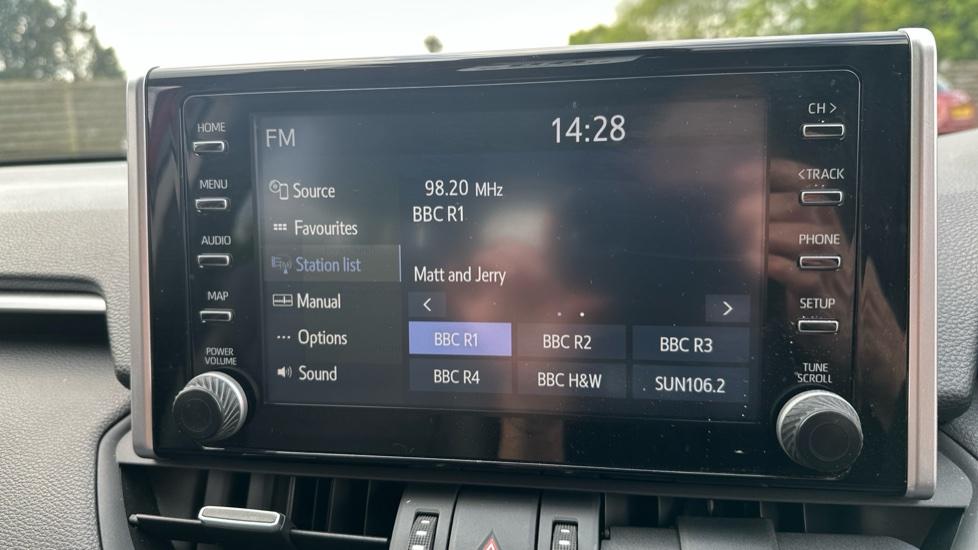 HOME
MENU
AUDIO
MAP
POWER
VOLUME
FM
14:28
Source
Favourites
Station list
Manual
Options
Sound
98.20 MHz
BBC R1
Matt and Jerry
<
>
BBC R1
BBC R2
BBC R3
BBC R4
BBC H&W
SUN106.2
CH >
< TRACK
PHONE
SETUP
TUNE
SCROLL